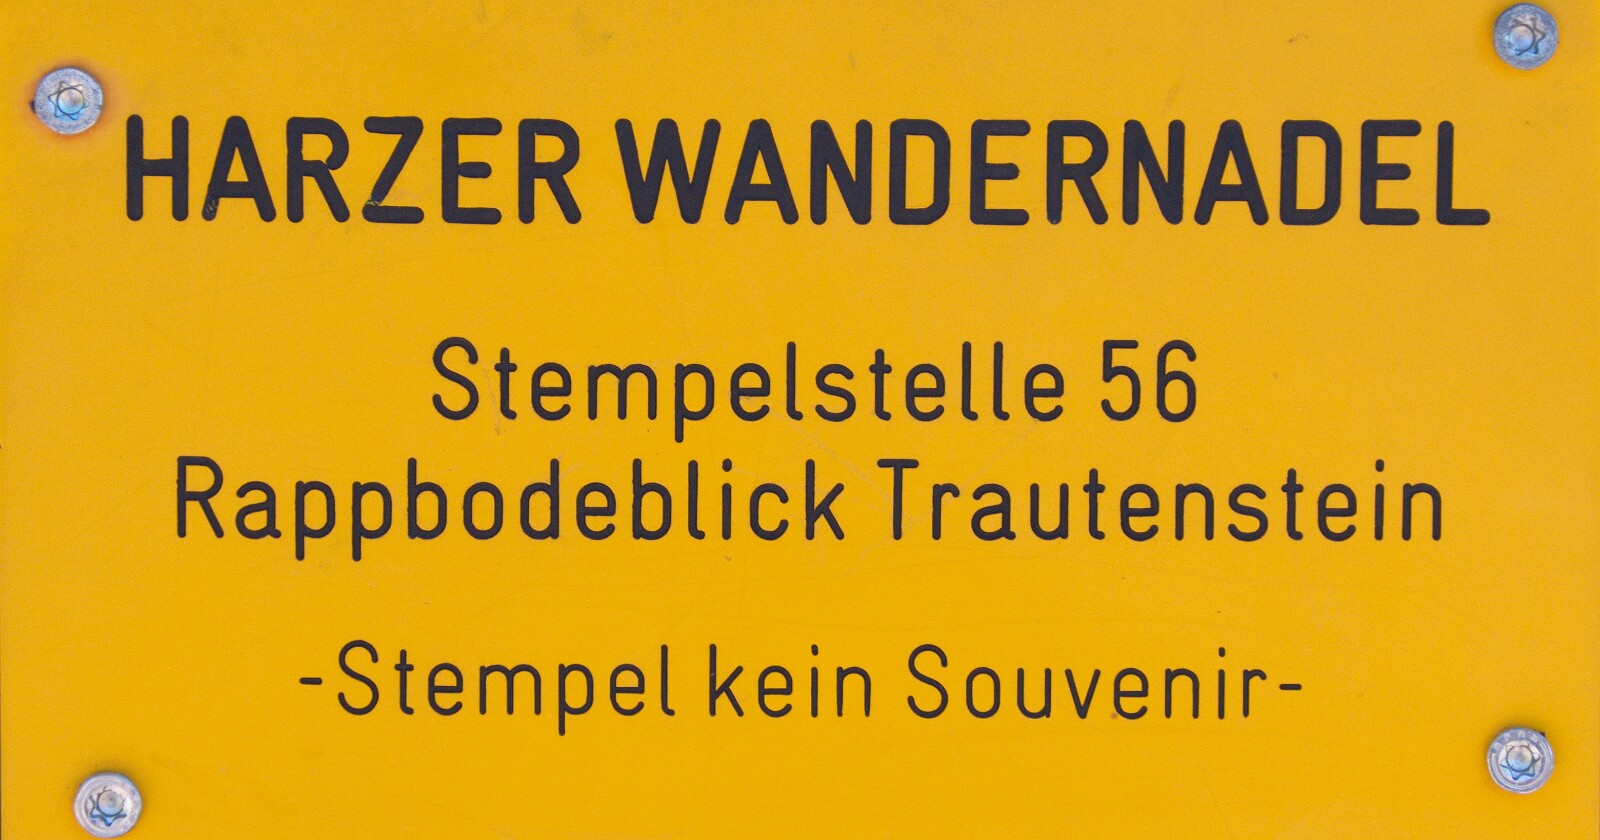 HARZER WANDERNADEL
Stempelstelle 56
Rappbodeblick Trautenstein
-Stempel kein Souvenir-